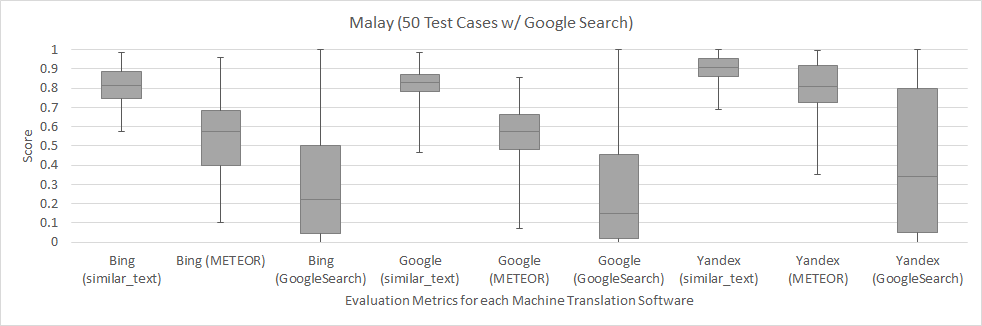 Malay (50 Test Cases w/ Google Search)
1
0.9
0.8
0.7
0.6
0.5
0.4
0.3
0.2
0.1
0
Score
Bing (similar_text)
Bing (METEOR)
Bing (GoogleSearch)
Google (similar_text)
Google (METEOR)
Google (GoogleSearch)
Yandex (similar_text)
Yandex (METEOR)
Yandex (GoogleSearch)
Evaluation Metrics for each Machine Translation Software